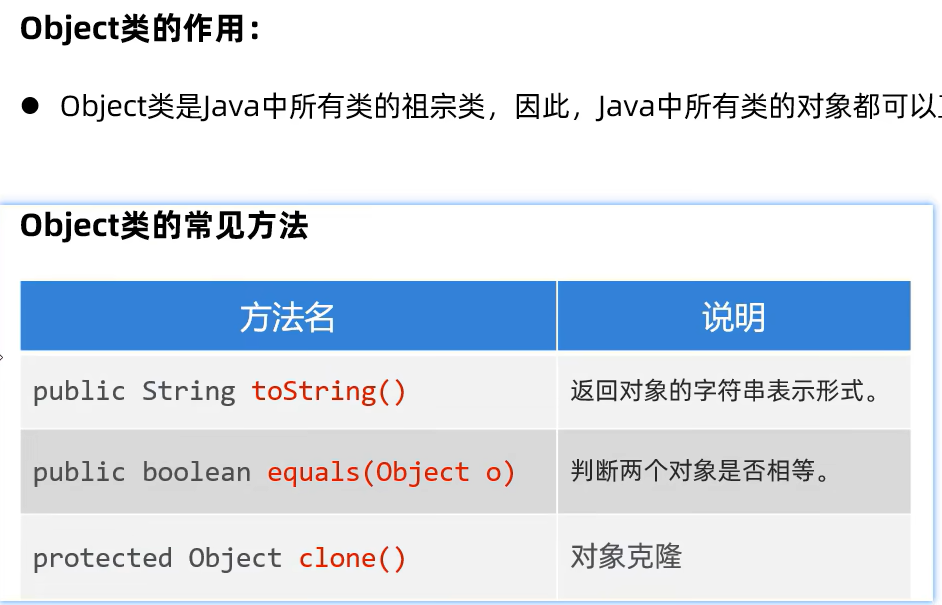 Object类的作用：
● Object类是Java中所有类的祖宗类，因此，Java中所有类的对象都可以
Object类的常见方法
方法名 说明
public String toString() 返回对象的字符串表示形式。
public boolean equals(Object o) 判断两个对象是否相等。
protected Object clone() 对象克隆